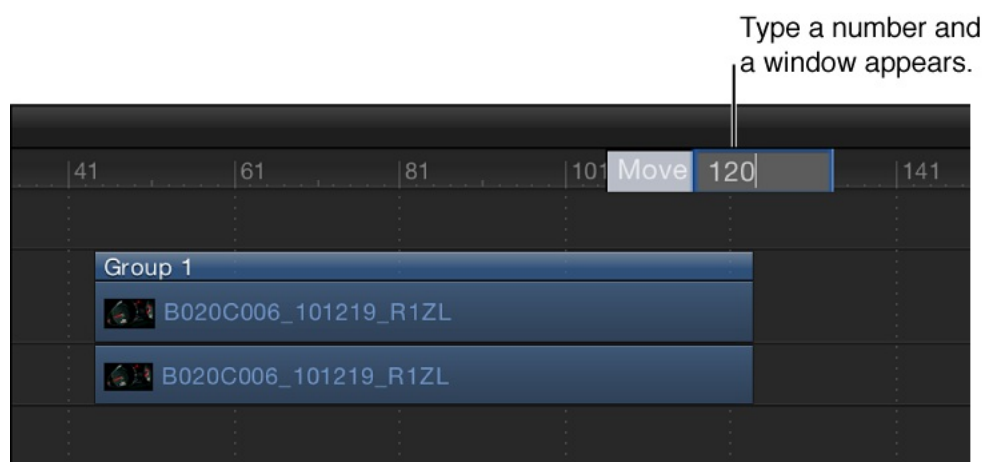 Type a number and
a window appears.
41 61 81 101 Move 120 141
Group 1
B020C006_101219_R1ZL
B020C006_101219_R1ZL